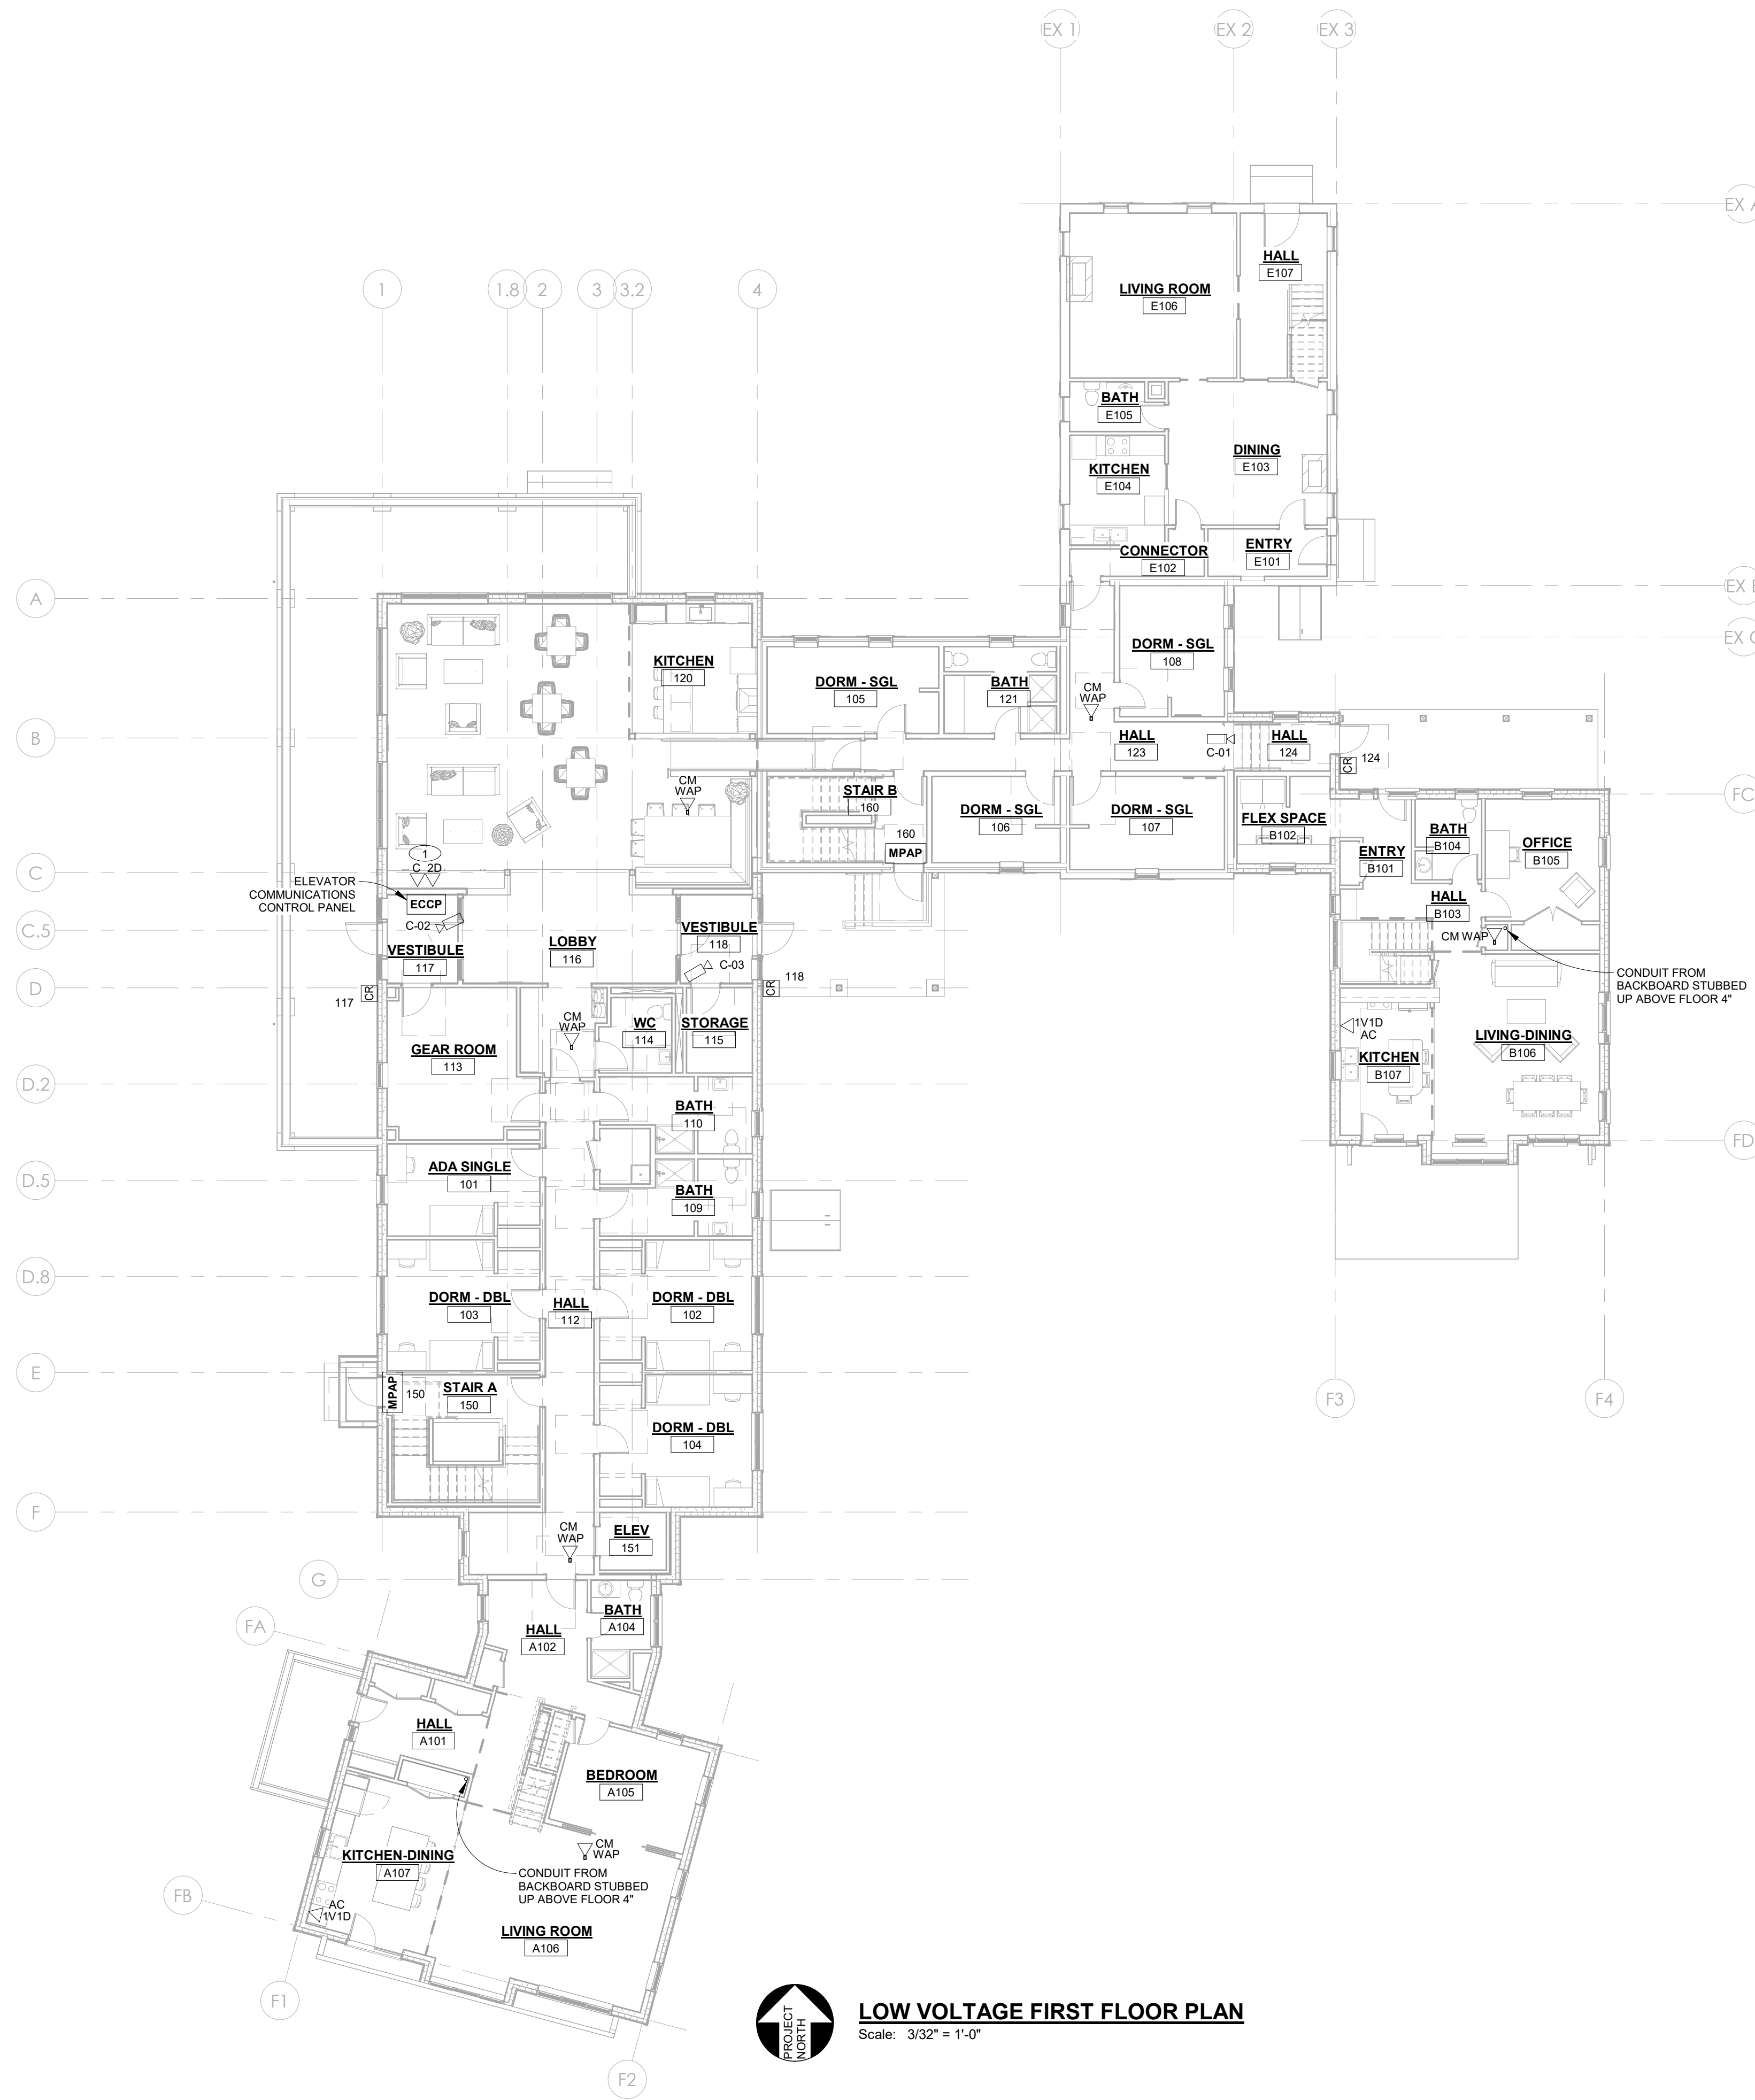 EX 1
EX 2
EX 3
EX A
HALL
E107
LIVING ROOM
E106
1
1.8
2
3
3.2
4
BATH
E105
DINING
E103
KITCHEN
E104
CONNECTOR
E102
ENTRY
E101
EX
A
EX
DORM - SGL
108
KITCHEN
120
DORM - SGL
105
BATH
121
CM
WAP
B
HALL
123
C-01
HALL
124
CR
124
CM
WAP
STAIR B
160
160
MPAP
DORM - SGL
106
DORM - SGL
107
FLEX SPACE
B102
FC
BATH
B104
OFFICE
B105
ENTRY
B101
1
C 2D
C
ELEVATOR
COMMUNICATIONS
CONTROL PANEL
ECCP
C-02
HALL
B103
CM WAP
C.5
VESTIBULE
117
LOBBY
116
VESTIBULE
118
C-03
CONDUIT FROM
BACKBOARD STUBBED
UP ABOVE FLOOR 4"
D
117
CR
CR
118
CM
WAP
WC
114
STORAGE
115
1V1D
AC
LIVING-DINING
B106
GEAR ROOM
113
KITCHEN
B107
D.2
BATH
110
FD
ADA SINGLE
101
D.5
BATH
109
D.8
DORM - DBL
103
HALL
112
DORM - DBL
102
E
MPAP
150
STAIR A
150
F3
F4
DORM - DBL
104
F
CM
WAP
ELEV
151
G
BATH
A104
HALL
A102
FA
HALL
A101
BEDROOM
A105
CM
WAP
KITCHEN-DINING
A107
CONDUIT FROM
BACKBOARD STUBBED
UP ABOVE FLOOR 4"
FB
AC
1V1D
LIVING ROOM
A106
F1
F2
PROJECT
NORTH
LOW VOLTAGE FIRST FLOOR PLAN
Scale: 3/32" = 1'-0"